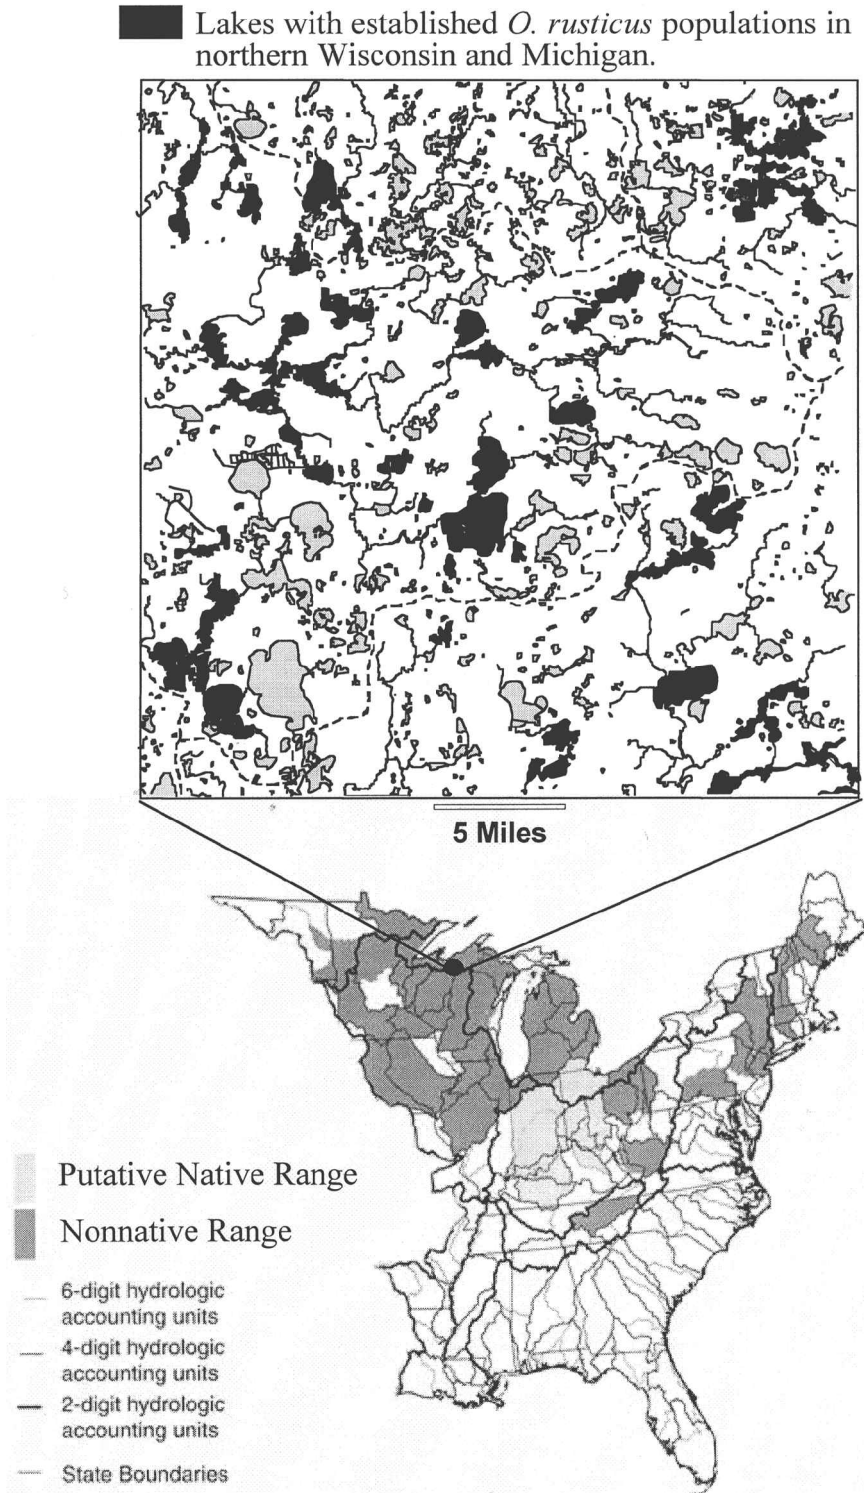 Lakes with established O. rusticus populations in
northern Wisconsin and Michigan.
5 Miles
Putative Native Range
Nonnative Range
6-digit hydrologic
accounting units
4-digit hydrologic
accounting units
2-digit hydrologic
accounting units
State Boundaries